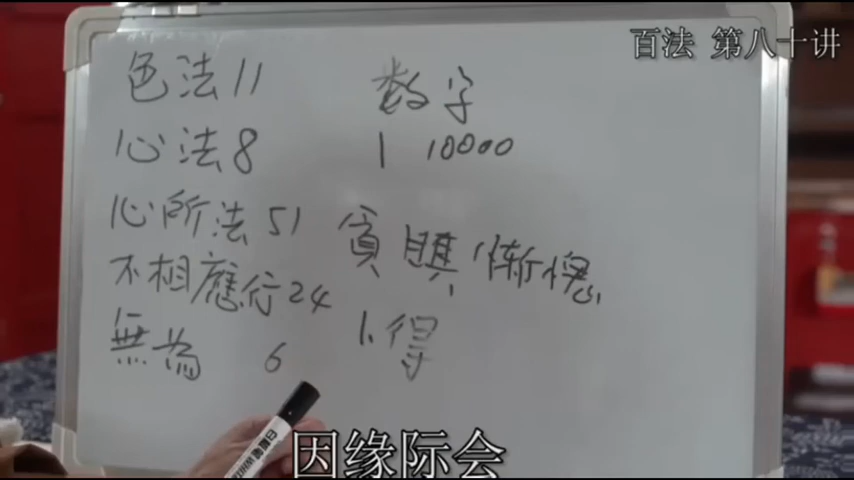 百法 第八十讲
色法11
数字
心法8
1 10000
心所法51
貪 瞋 慚愧
不相應行24
1.得
無為 6
因缘际会